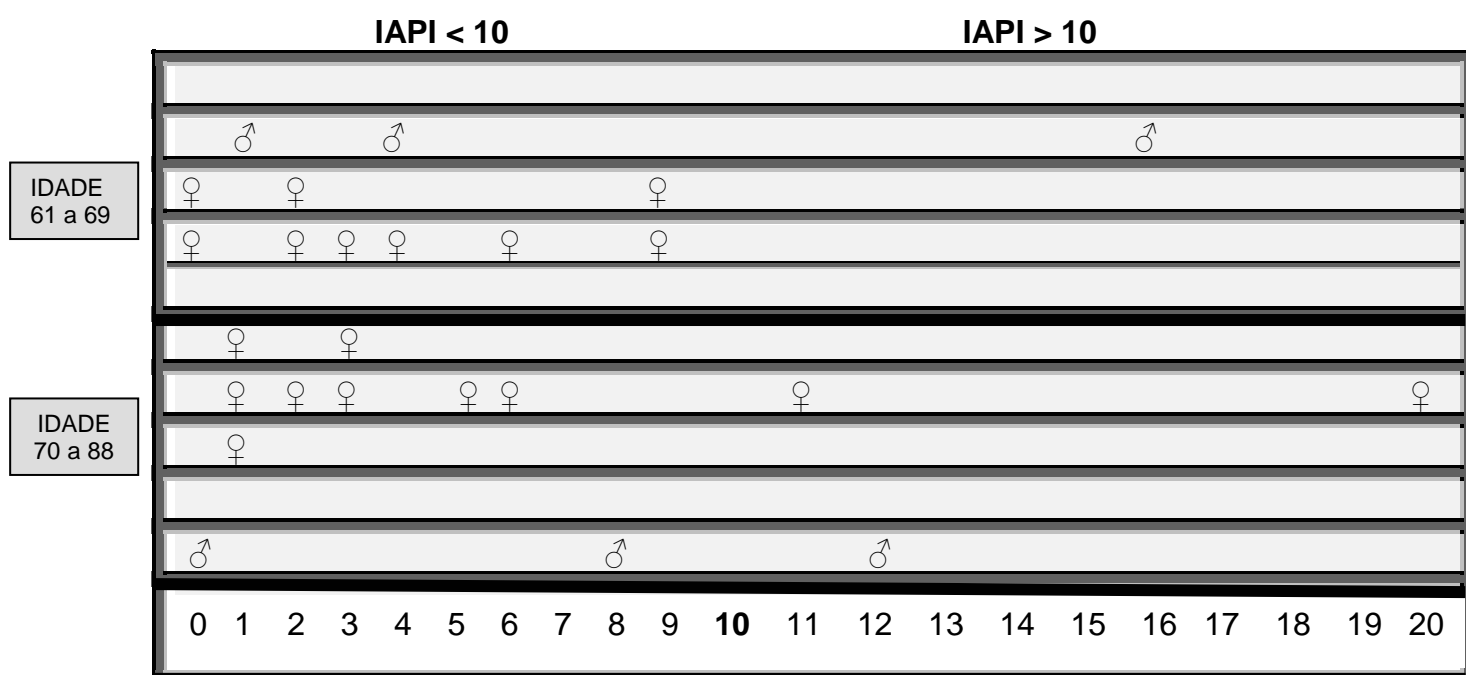 IAPI < 10 IAPI > 10
♂ ♂ ♂
IDADE
61 a 69
♀ ♀ ♀
♀ ♀ ♀ ♀ ♀ ♀
♀ ♀
♀ ♀ ♀ ♀ ♀ ♀ ♀
IDADE
70 a 88
♀
♂ ♂ ♂
0 1 2 3 4 5 6 7 8 9 10 11 12 13 14 15 16 17 18 19 20